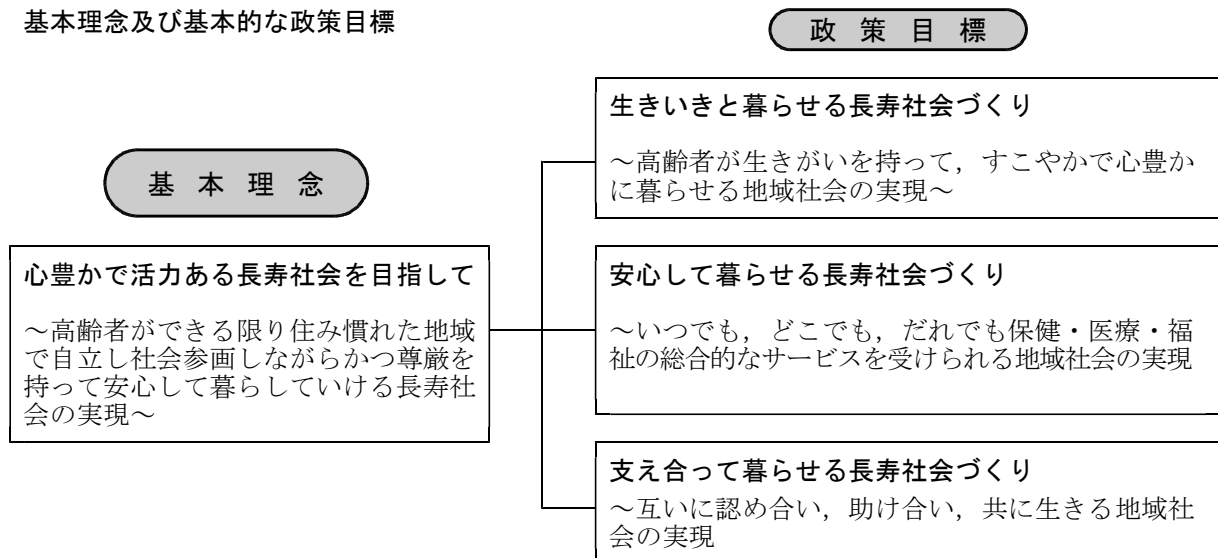 基本理念及び基本的な政策目標
政策目標
基本理念
心豊かで活力ある長寿社会を目指して
～高齢者ができる限り住み慣れた地域
で自立し社会参画しながらかつ尊厳を
持って安心して暮らしていける長寿社
会の実現～
生きいきと暮らせる長寿社会づくり
～高齢者が生きがいを持って，すこやかで心豊か
に暮らせる地域社会の実現～
安心して暮らせる長寿社会づくり
～いつでも，どこでも，だれでも保健・医療・福
祉の総合的なサービスを受けられる地域社会の実現
支え合って暮らせる長寿社会づくり
～互いに認め合い，助け合い，共に生きる地域社
会の実現